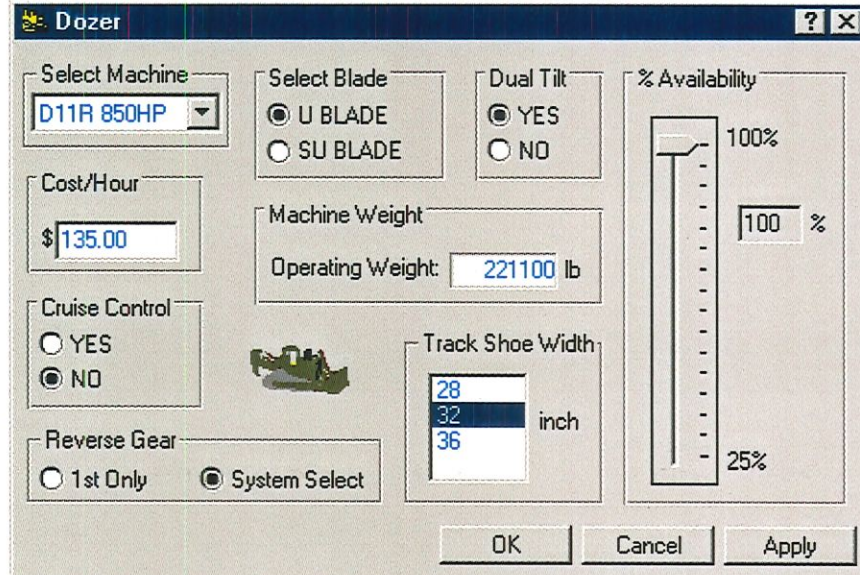 Dozer
Select Machine
D11R 850HP
Select Blade
U BLADE
SU BLADE
Dual Tilt
YES
NO
% Availability
100%
100 %
25%
Cost/Hour
$ 135.00
Machine Weight
Operating Weight: 221100 lb
Cruise Control
YES
NO
Track Shoe Width
28
32
36
inch
Reverse Gear
1st Only
System Select
OK
Cancel
Apply